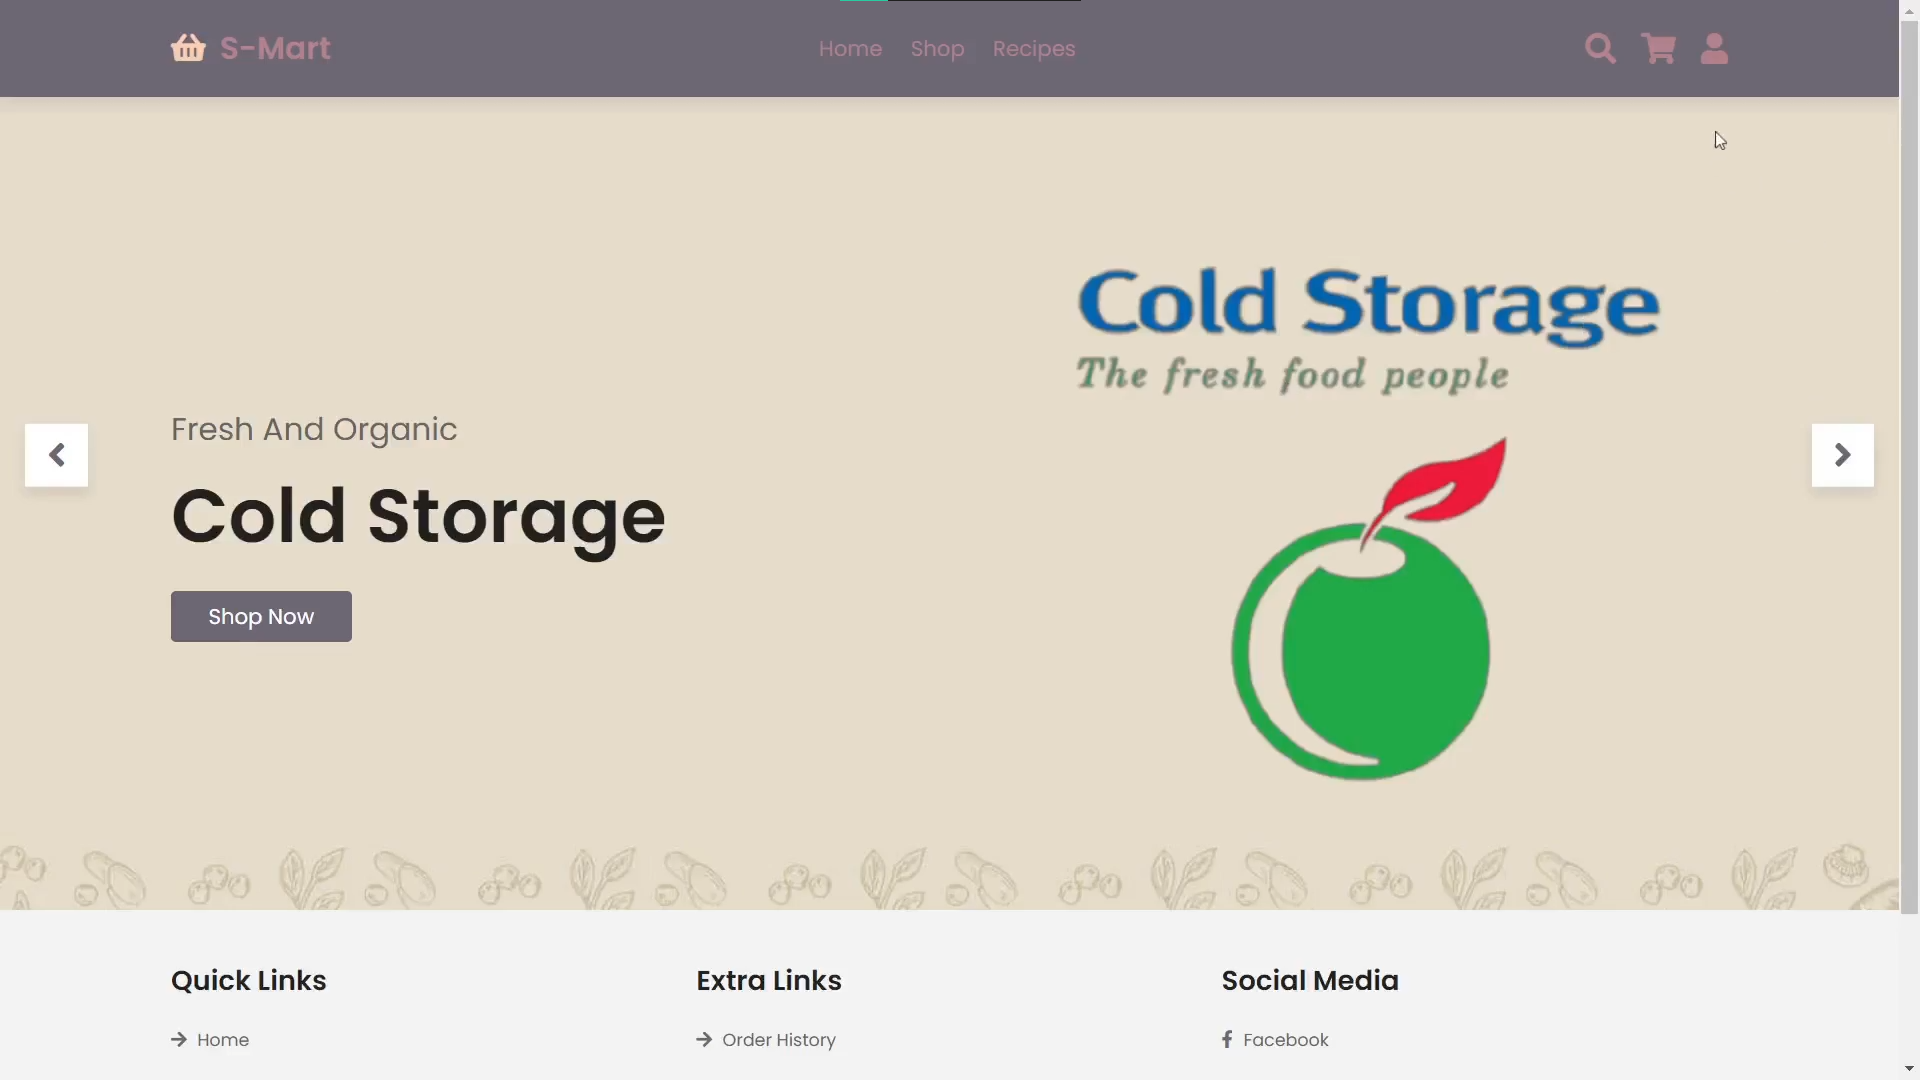 S-Mart
Home Shop Recipes
Cold Storage
The fresh food people
Fresh And Organic
Cold Storage
Shop Now
Quick Links
Home
Extra Links
Order History
Social Media
Facebook